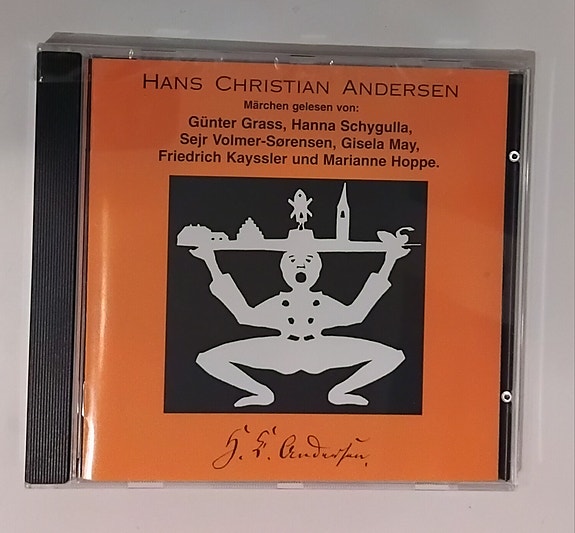 HANS CHRISTIAN ANDERSEN
Märchen gelesen von:
Günter Grass, Hanna Schygulla,
Sejr Volmer-Sørensen, Gisela May,
Friedrich Kayssler und Marianne Hoppe.
H. C. Andersen.